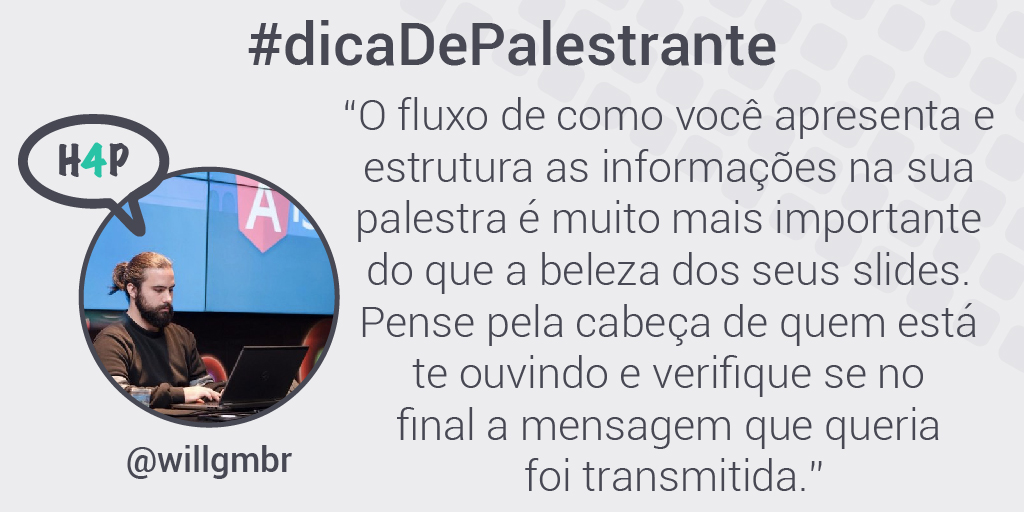 #dicaDePalestrante
H4P
A
“O fluxo de como você apresenta e
estrutura as informações na sua
palestra é muito mais importante
do que a beleza dos seus slides.
Pense pela cabeça de quem está
te ouvindo e verifique se no
final a mensagem que queria
foi transmitida.”
@willgmbr